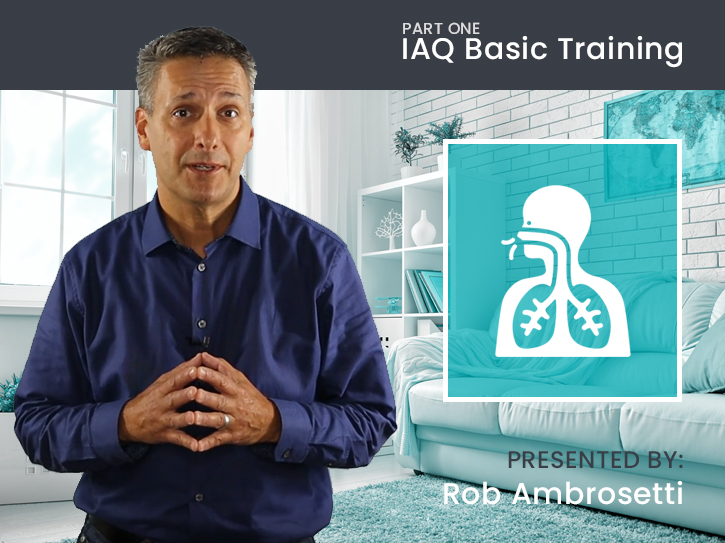 PART ONE
IAQ Basic Training
PRESENTED BY:
Rob Ambrosetti